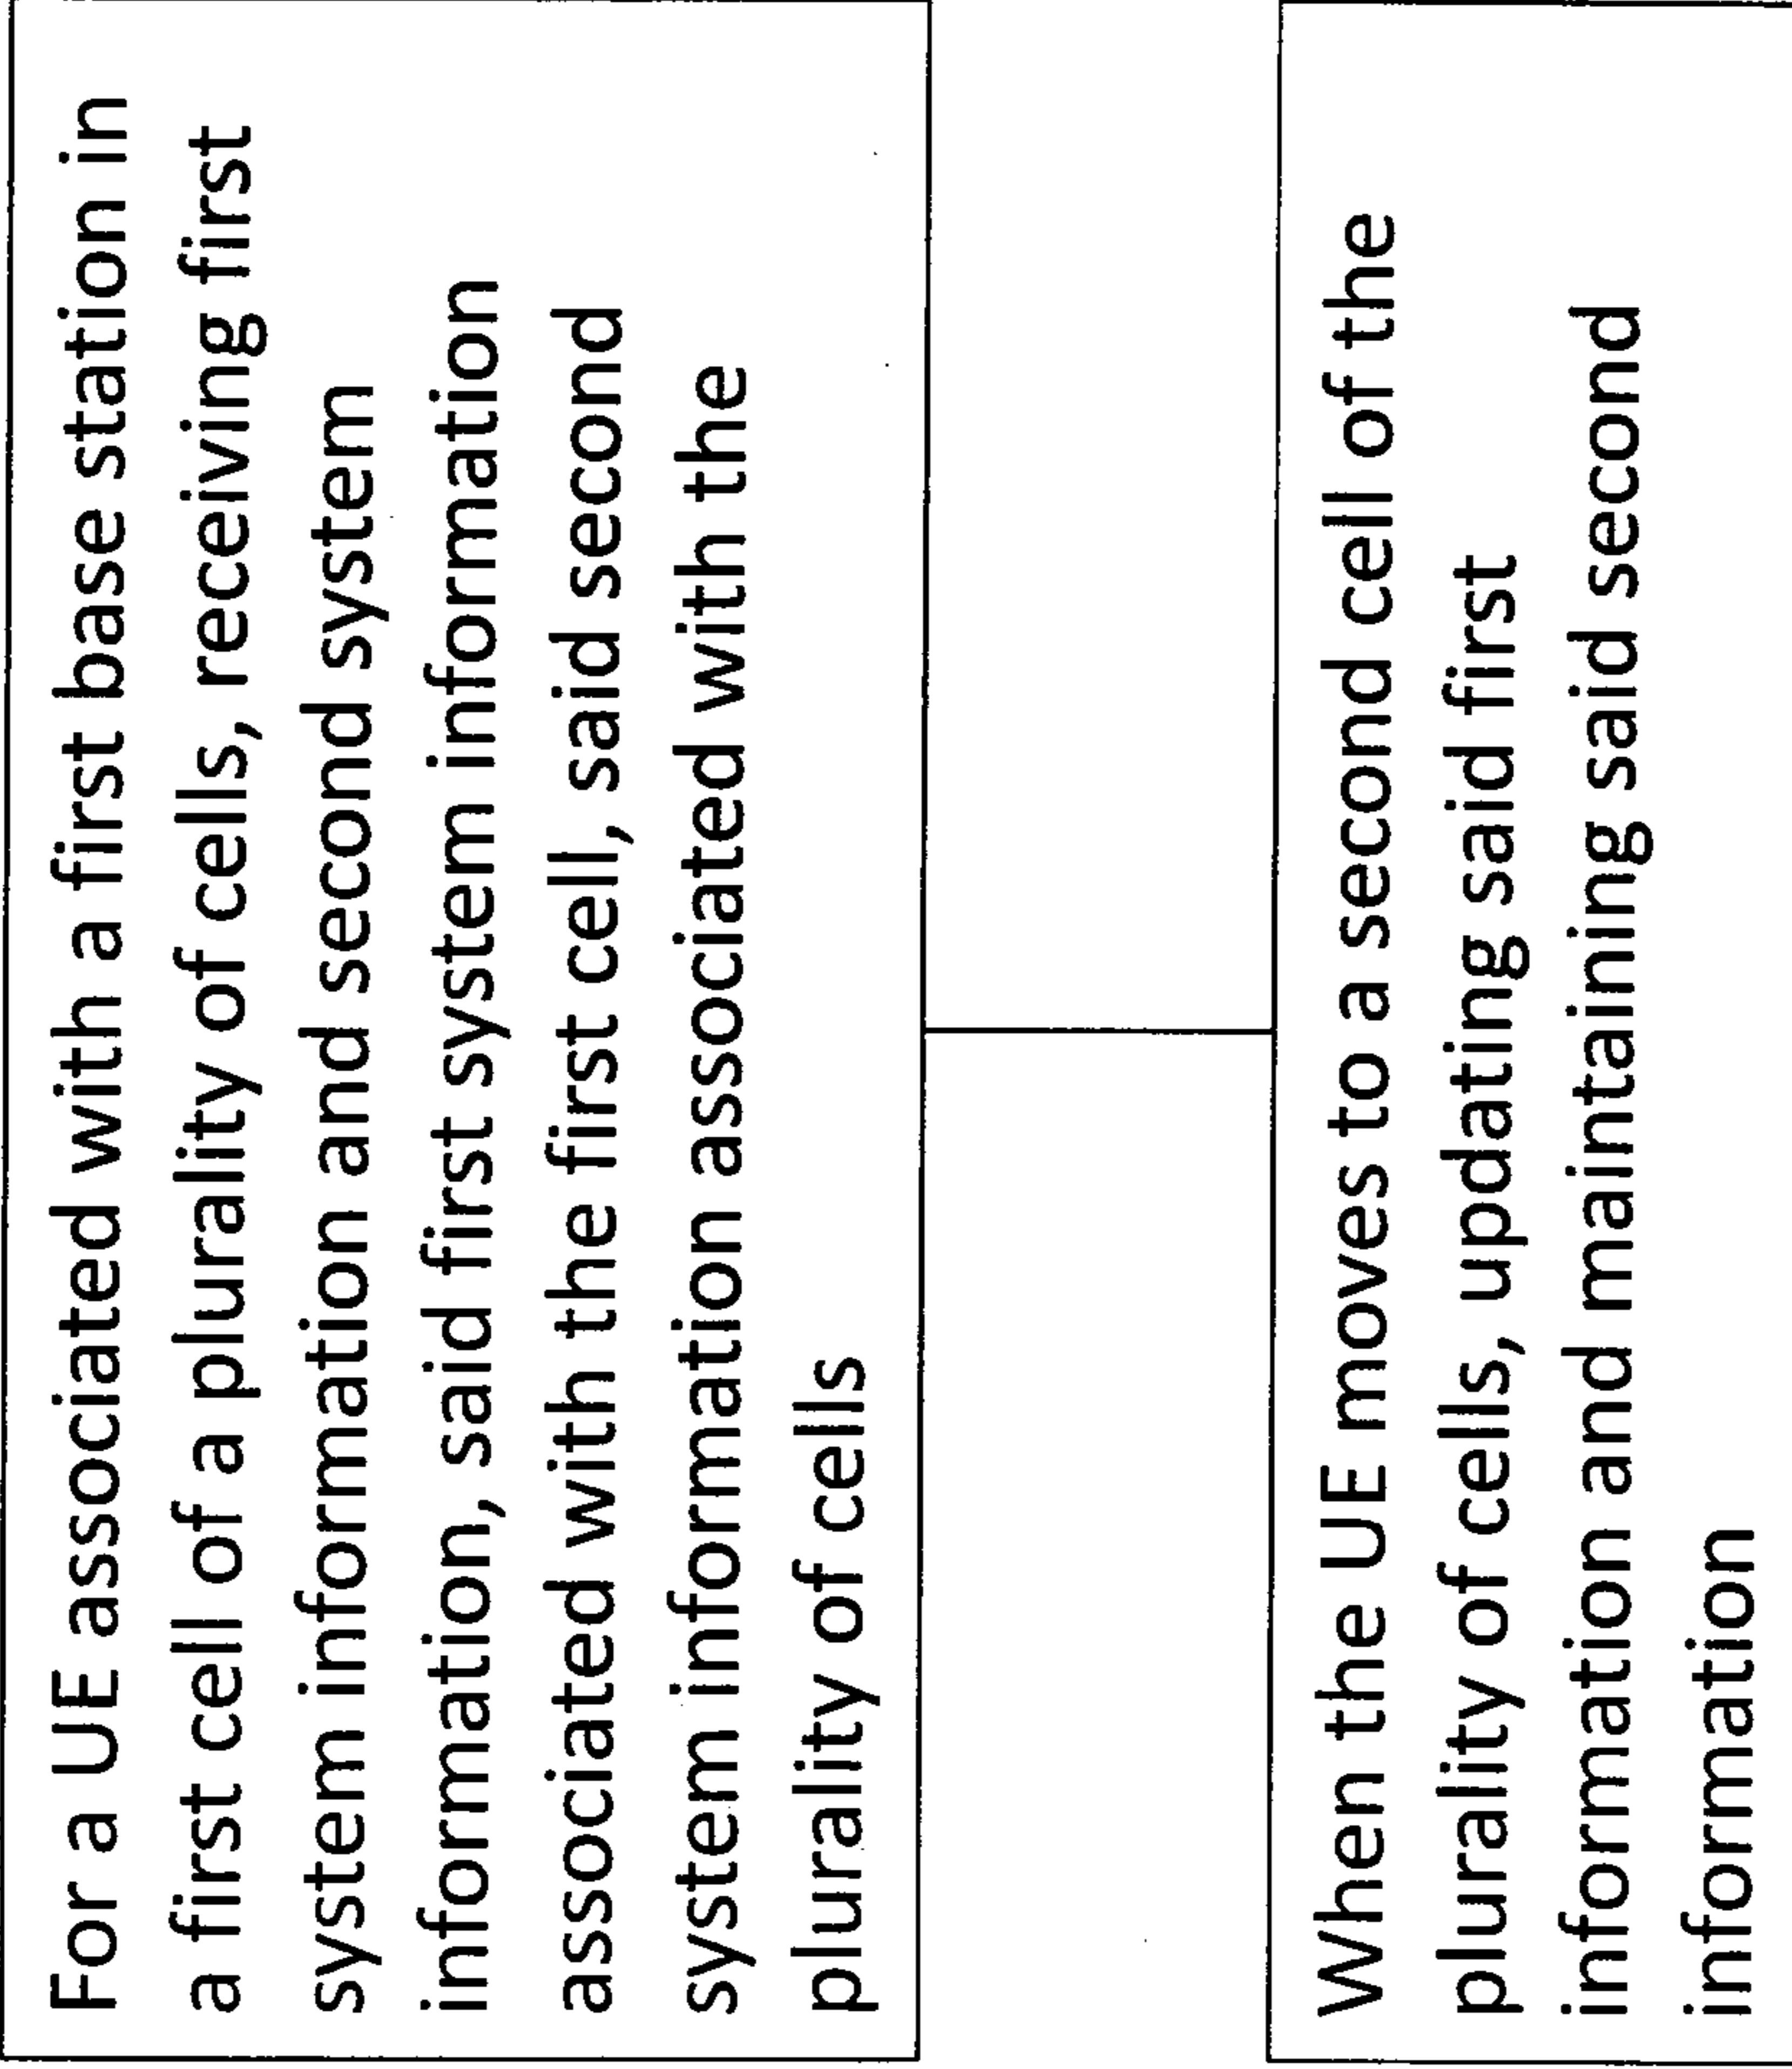 For a UE associated with a first base station in
a first cell of a plurality of cells, receiving first
system information and second system
information, said first system information
associated with the first cell, said second
system information associated with the
plurality of cells
When the UE moves to a second cell of the
plurality of cells, updating said first
information and maintaining said second
information